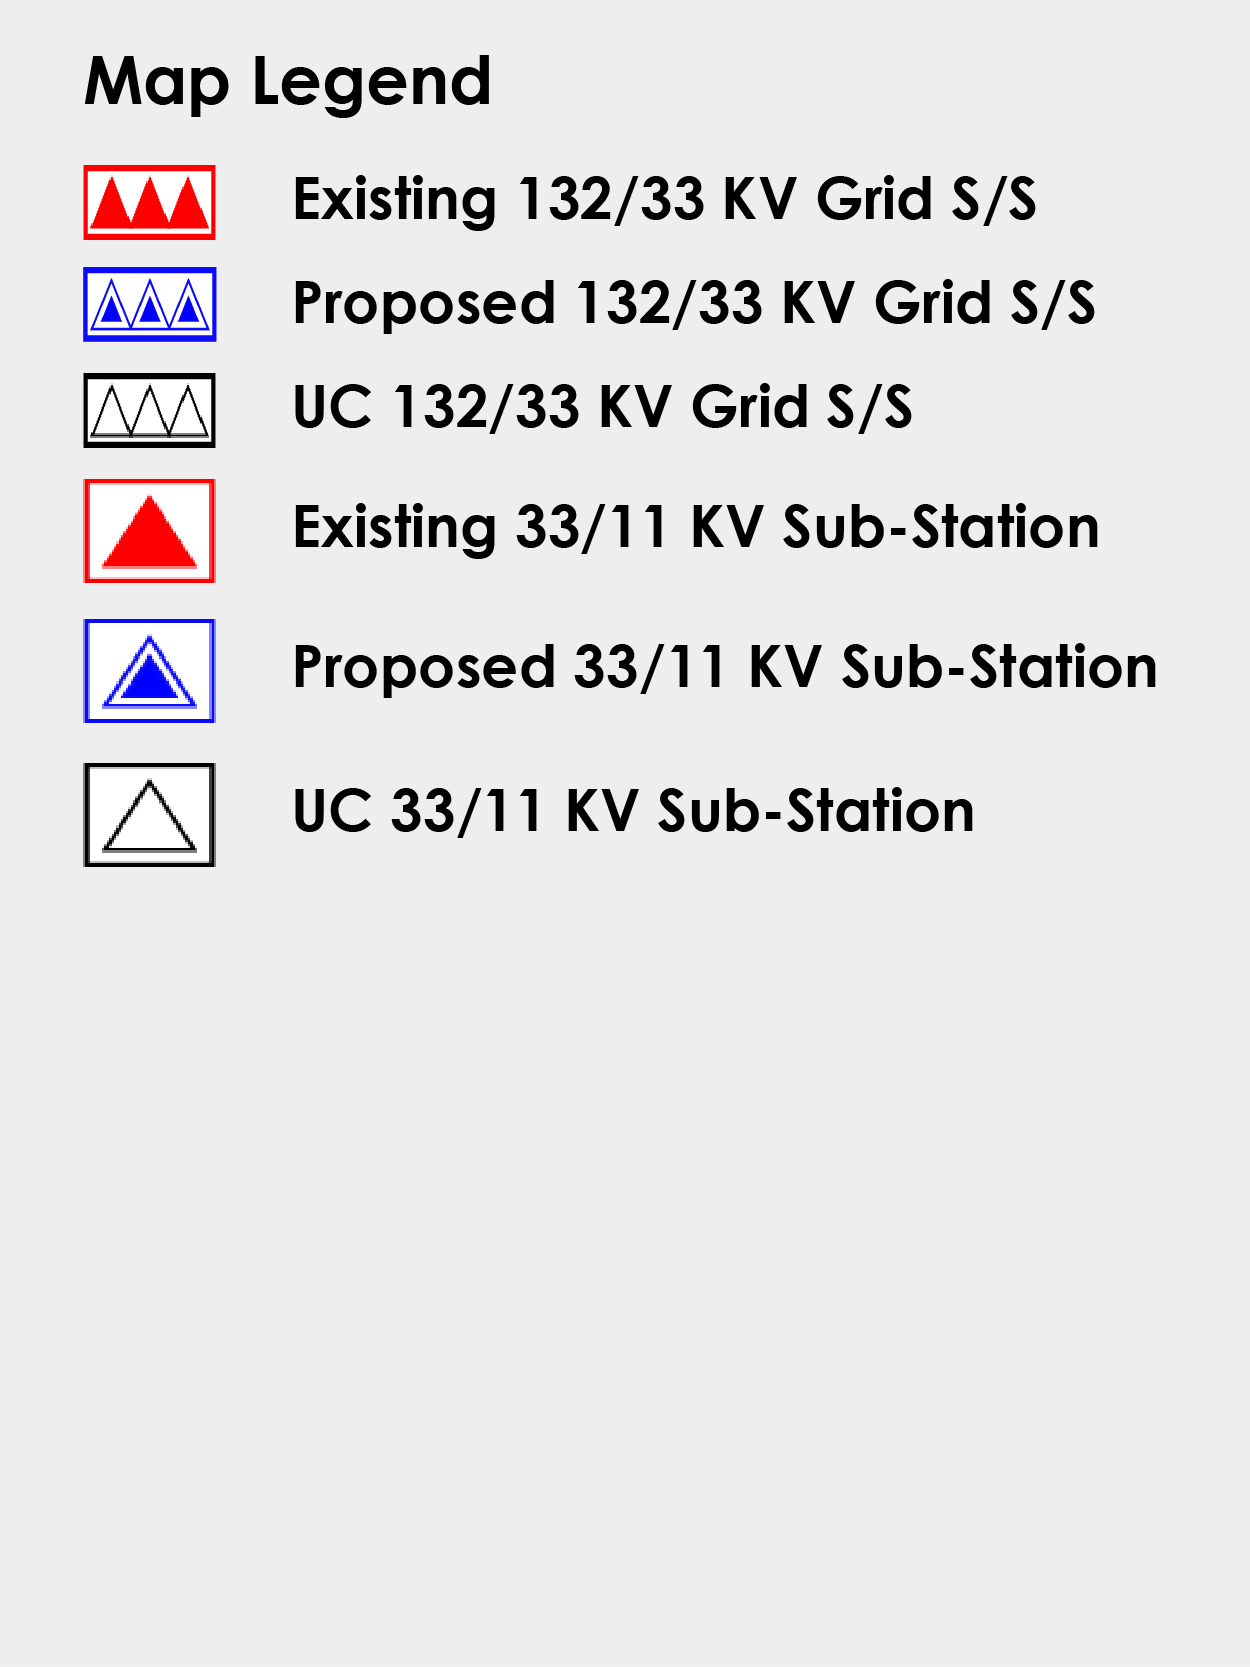 Map Legend
Existing 132/33 KV Grid S/S
Proposed 132/33 KV Grid S/S
UC 132/33 KV Grid S/S
Existing 33/11 KV Sub-Station
Proposed 33/11 KV Sub-Station
UC 33/11 KV Sub-Station